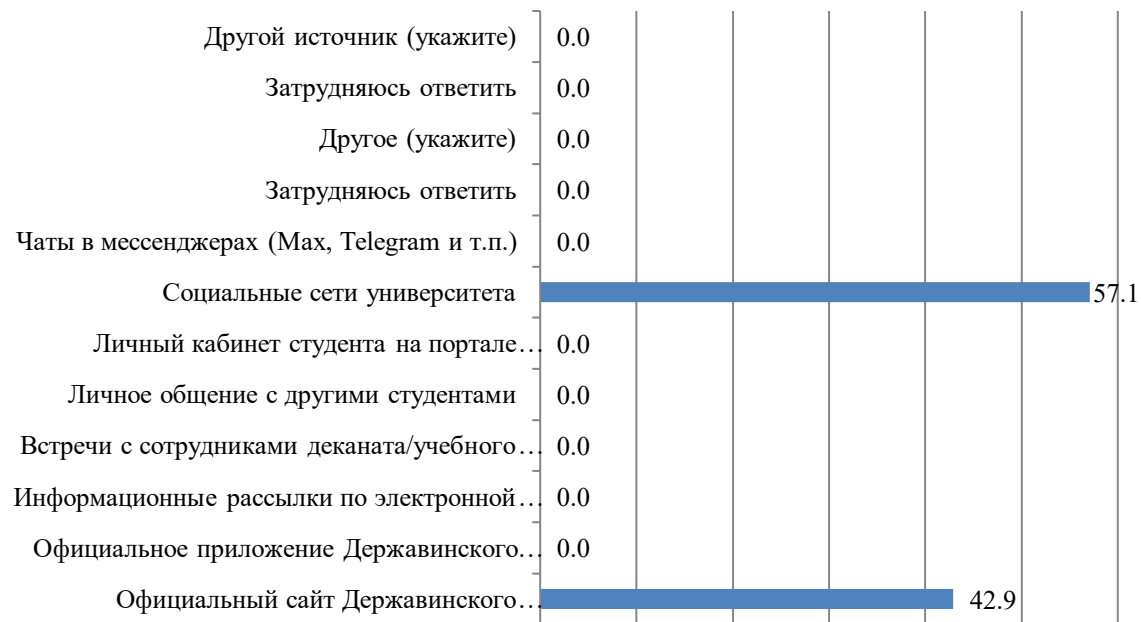 Другой источник (укажите) 0.0
Затрудняюсь ответить 0.0
Другое (укажите) 0.0
Затрудняюсь ответить 0.0
Чаты в мессенджерах (Max, Telegram и т.п.) 0.0
Социальные сети университета 57.1
Личный кабинет студента на портале… 0.0
Личное общение с другими студентами 0.0
Встречи с сотрудниками деканата/учебного… 0.0
Информационные рассылки по электронной… 0.0
Официальное приложение Державинского… 0.0
Официальный сайт Державинского… 42.9